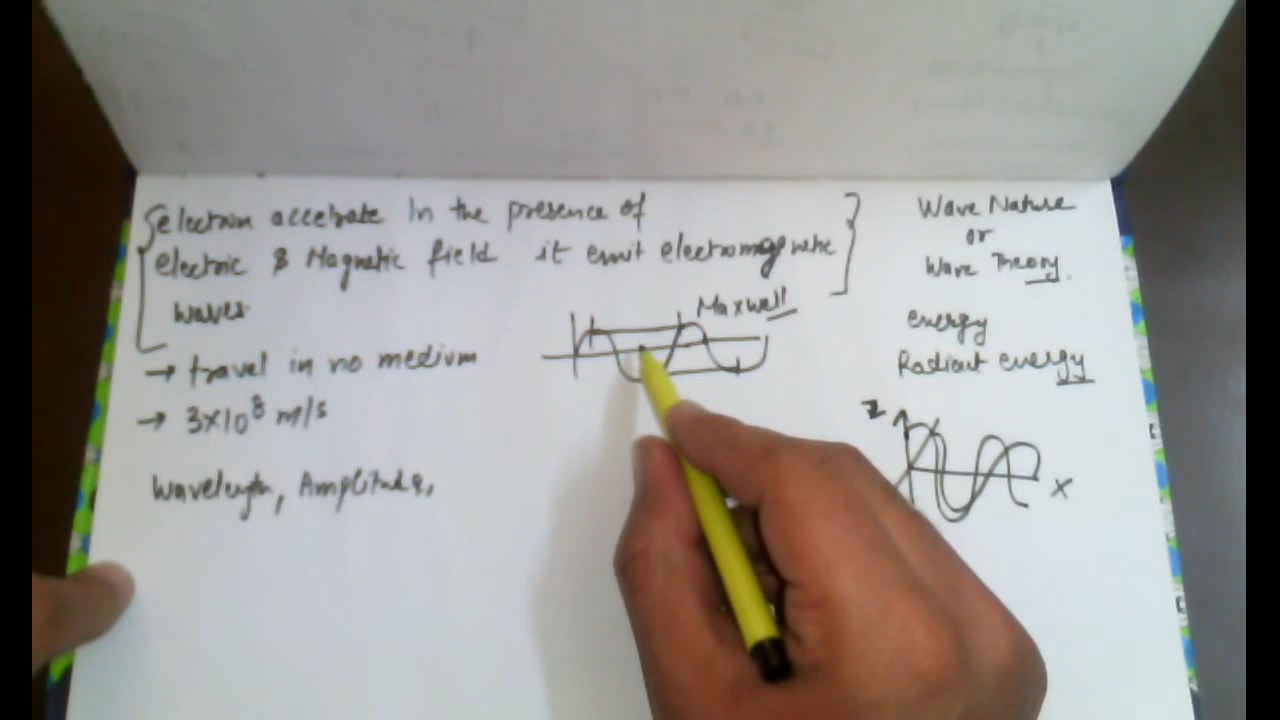 electron accelrate In the presence of
electric & Magnetic field it emit electromagnetic
waves
Maxwell
→ travel in no medium
→ 3×10⁸ m/s
Wavelength, Amplitude,
Wave Nature
or
Wave Theory.
energy
Radiant energy
Z
X